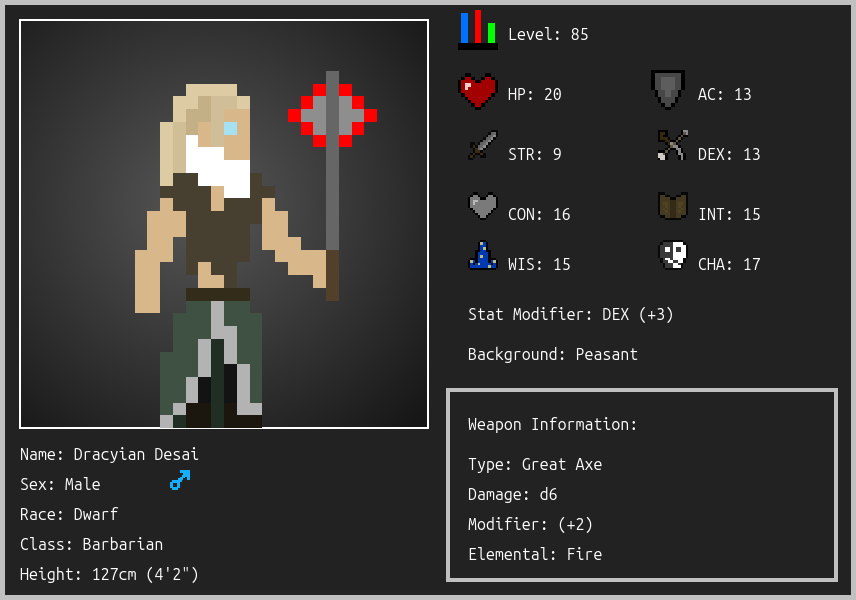 Level: 85
HP: 20
AC: 13
STR: 9
DEX: 13
CON: 16
INT: 15
WIS: 15
CHA: 17
Stat Modifier: DEX (+3)
Background: Peasant
Weapon Information:
Type: Great Axe
Damage: d6
Modifier: (+2)
Elemental: Fire
Name: Dracyian Desai
Sex: Male
Race: Dwarf
Class: Barbarian
Height: 127cm (4'2")